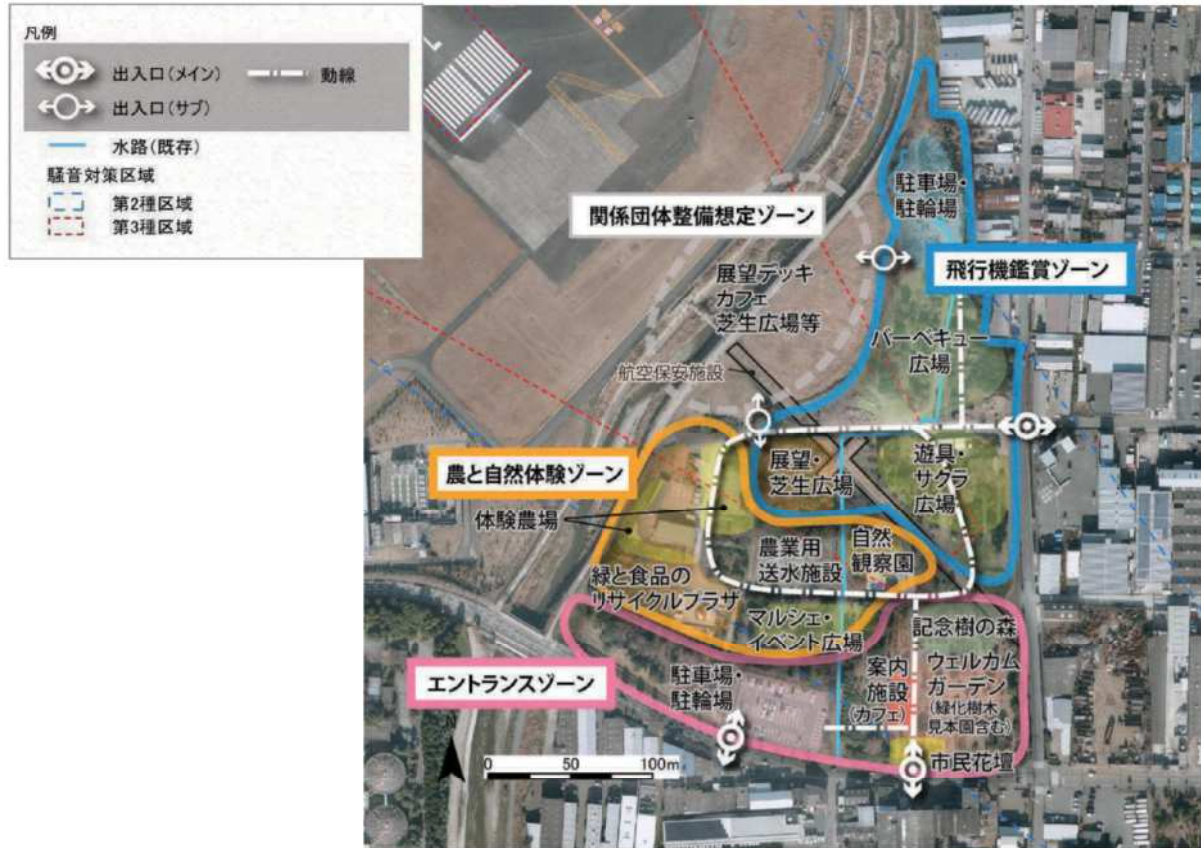 凡例
出入口(メイン)
動線
出入口(サブ)
水路(既存)
騒音対策区域
第2種区域
第3種区域
駐車場・
駐輪場
関係団体整備想定ゾーン
飛行機鑑賞ゾーン
展望デッキ
カフェ
芝生広場等
バーベキュー
広場
航空保安施設
農と自然体験ゾーン
展望・
芝生広場
遊具・
サクラ
広場
体験農場
農業用
送水施設
自然
観察園
緑と食品の
リサイクルプラザ
マルシェ・
イベント広場
記念樹の森
エントランスゾーン
駐車場・
駐輪場
案内
施設
(カフェ)
ウェルカム
ガーデン
(緑化樹木
見本園含む)
市民花壇
N
0 50 100m